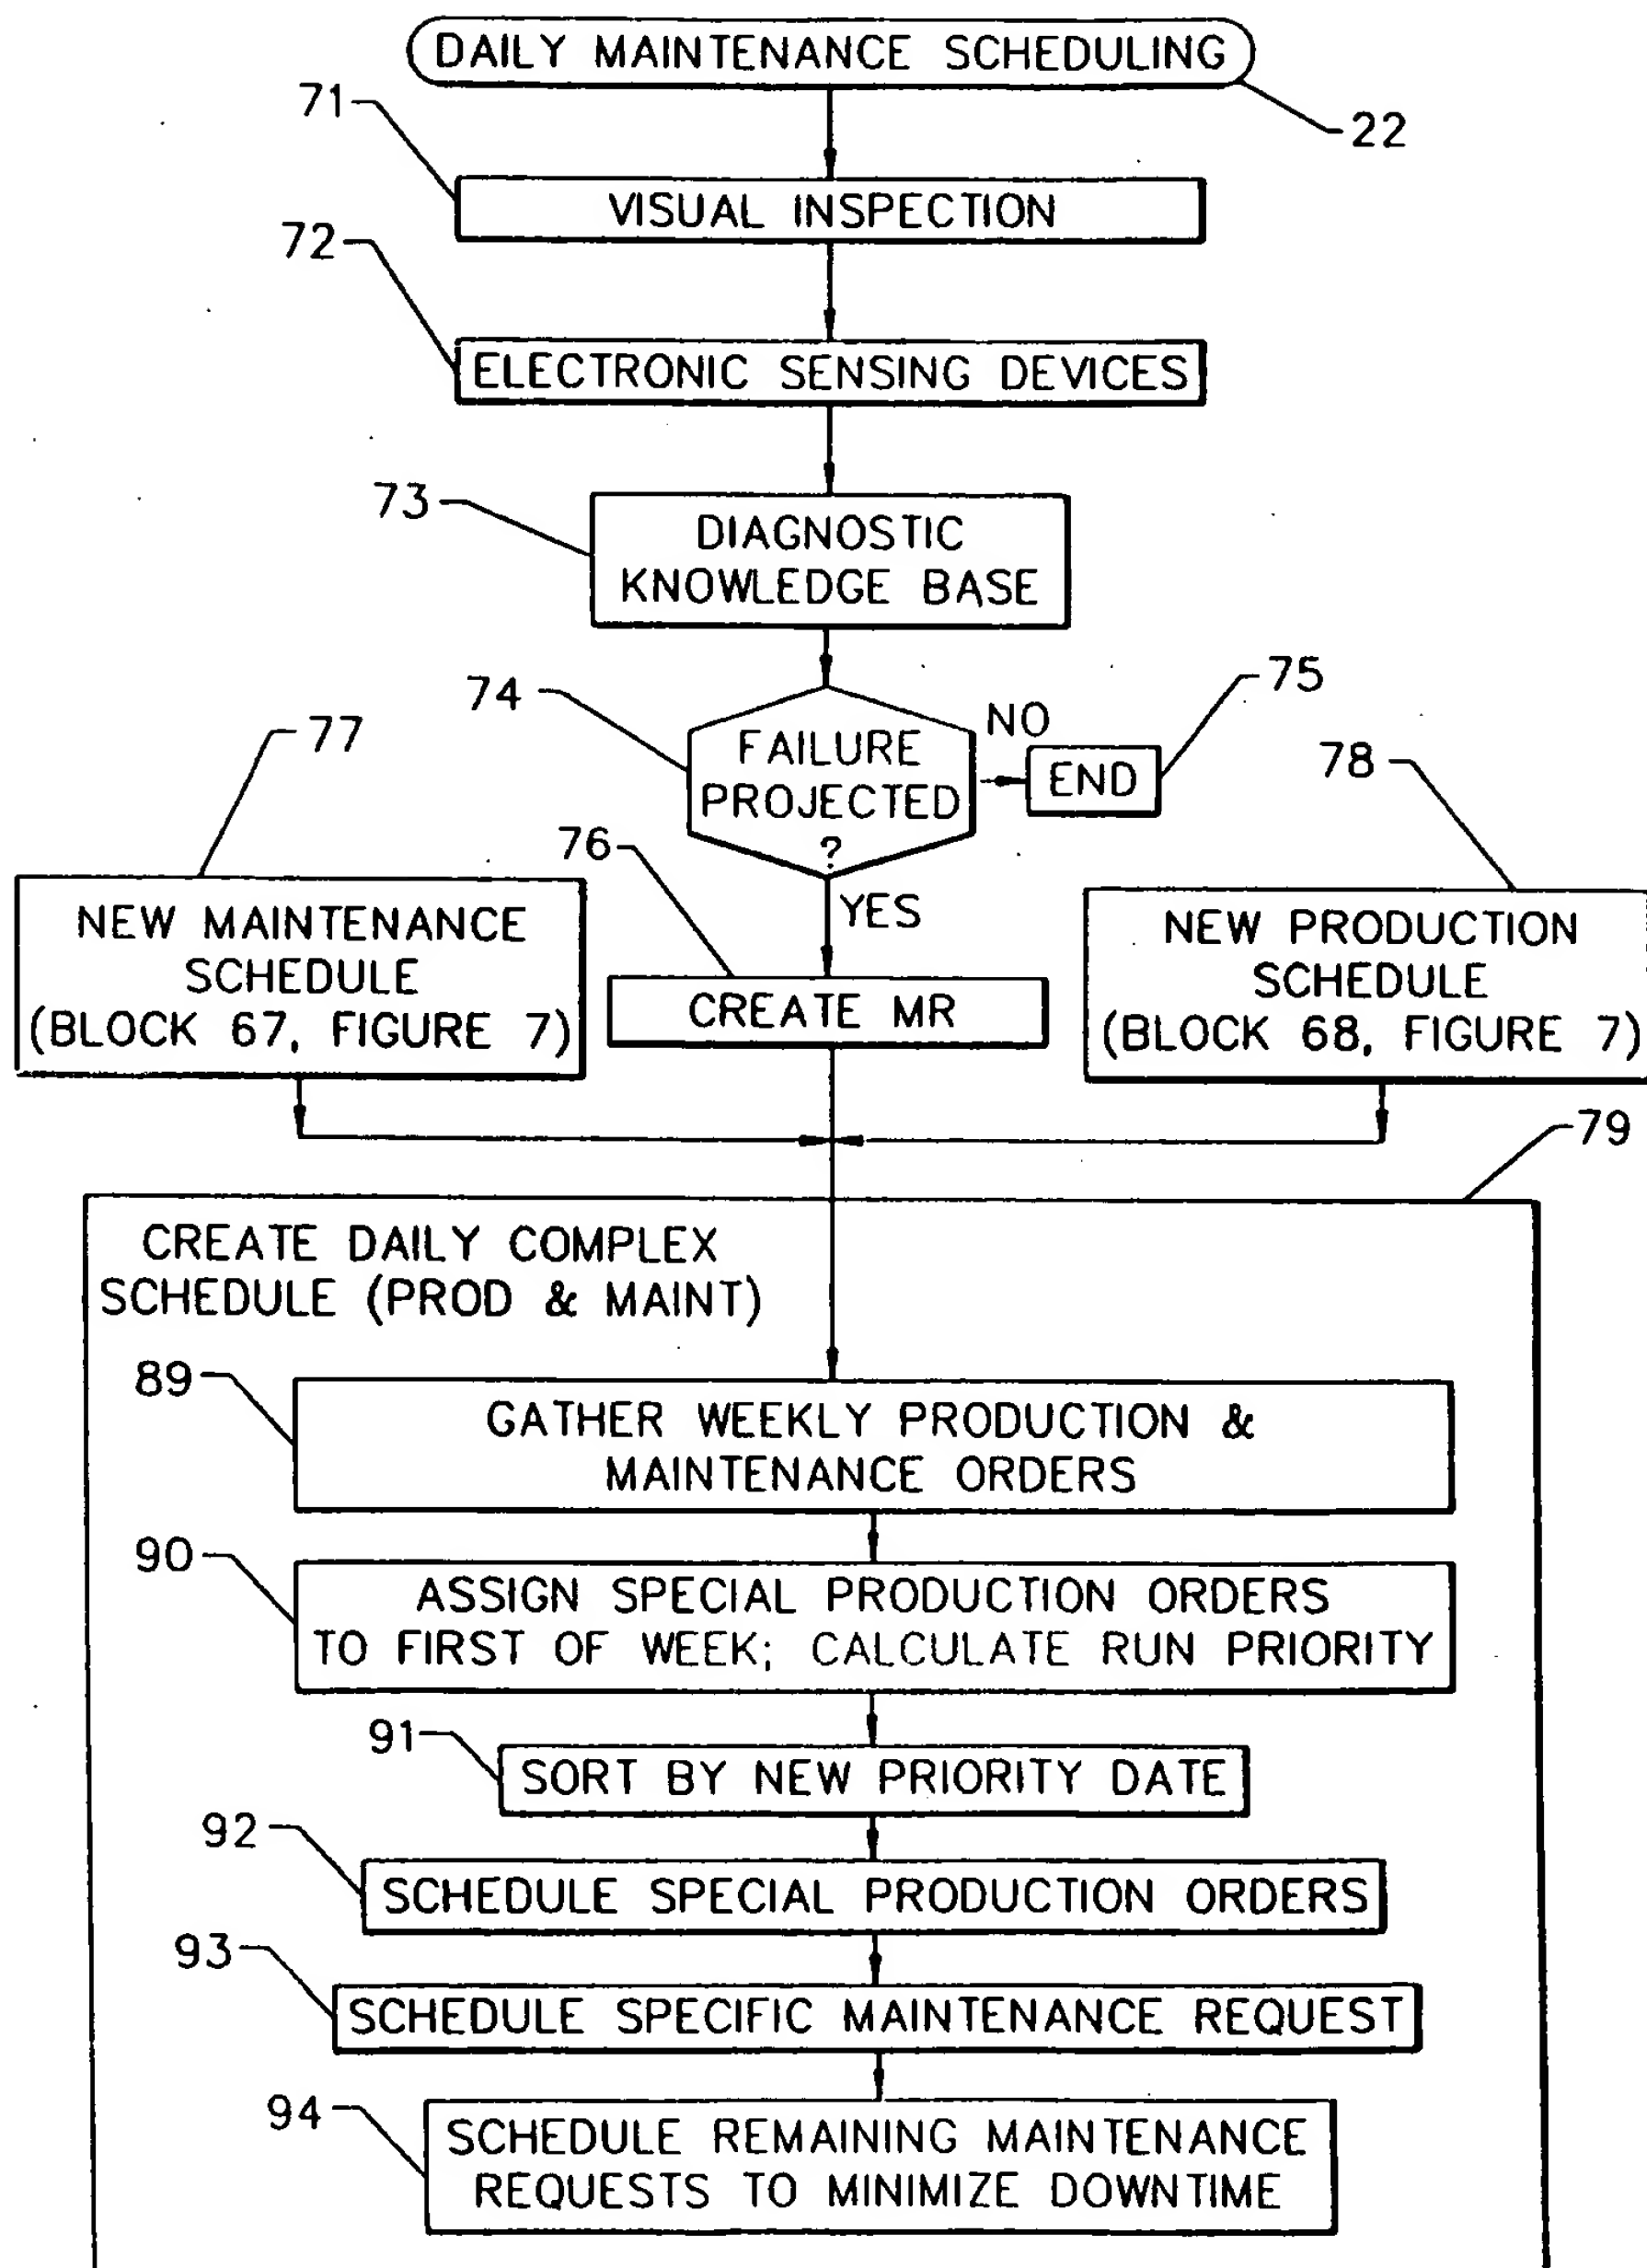 DAILY MAINTENANCE SCHEDULING
22
71
VISUAL INSPECTION
72
ELECTRONIC SENSING DEVICES
73
DIAGNOSTIC
KNOWLEDGE BASE
74
FAILURE
PROJECTED
?
NO
75
END
YES
76
CREATE MR
77
NEW MAINTENANCE
SCHEDULE
(BLOCK 67, FIGURE 7)
78
NEW PRODUCTION
SCHEDULE
(BLOCK 68, FIGURE 7)
79
CREATE DAILY COMPLEX
SCHEDULE (PROD & MAINT)
89
GATHER WEEKLY PRODUCTION &
MAINTENANCE ORDERS
90
ASSIGN SPECIAL PRODUCTION ORDERS
TO FIRST OF WEEK; CALCULATE RUN PRIORITY
91
SORT BY NEW PRIORITY DATE
92
SCHEDULE SPECIAL PRODUCTION ORDERS
93
SCHEDULE SPECIFIC MAINTENANCE REQUEST
94
SCHEDULE REMAINING MAINTENANCE
REQUESTS TO MINIMIZE DOWNTIME